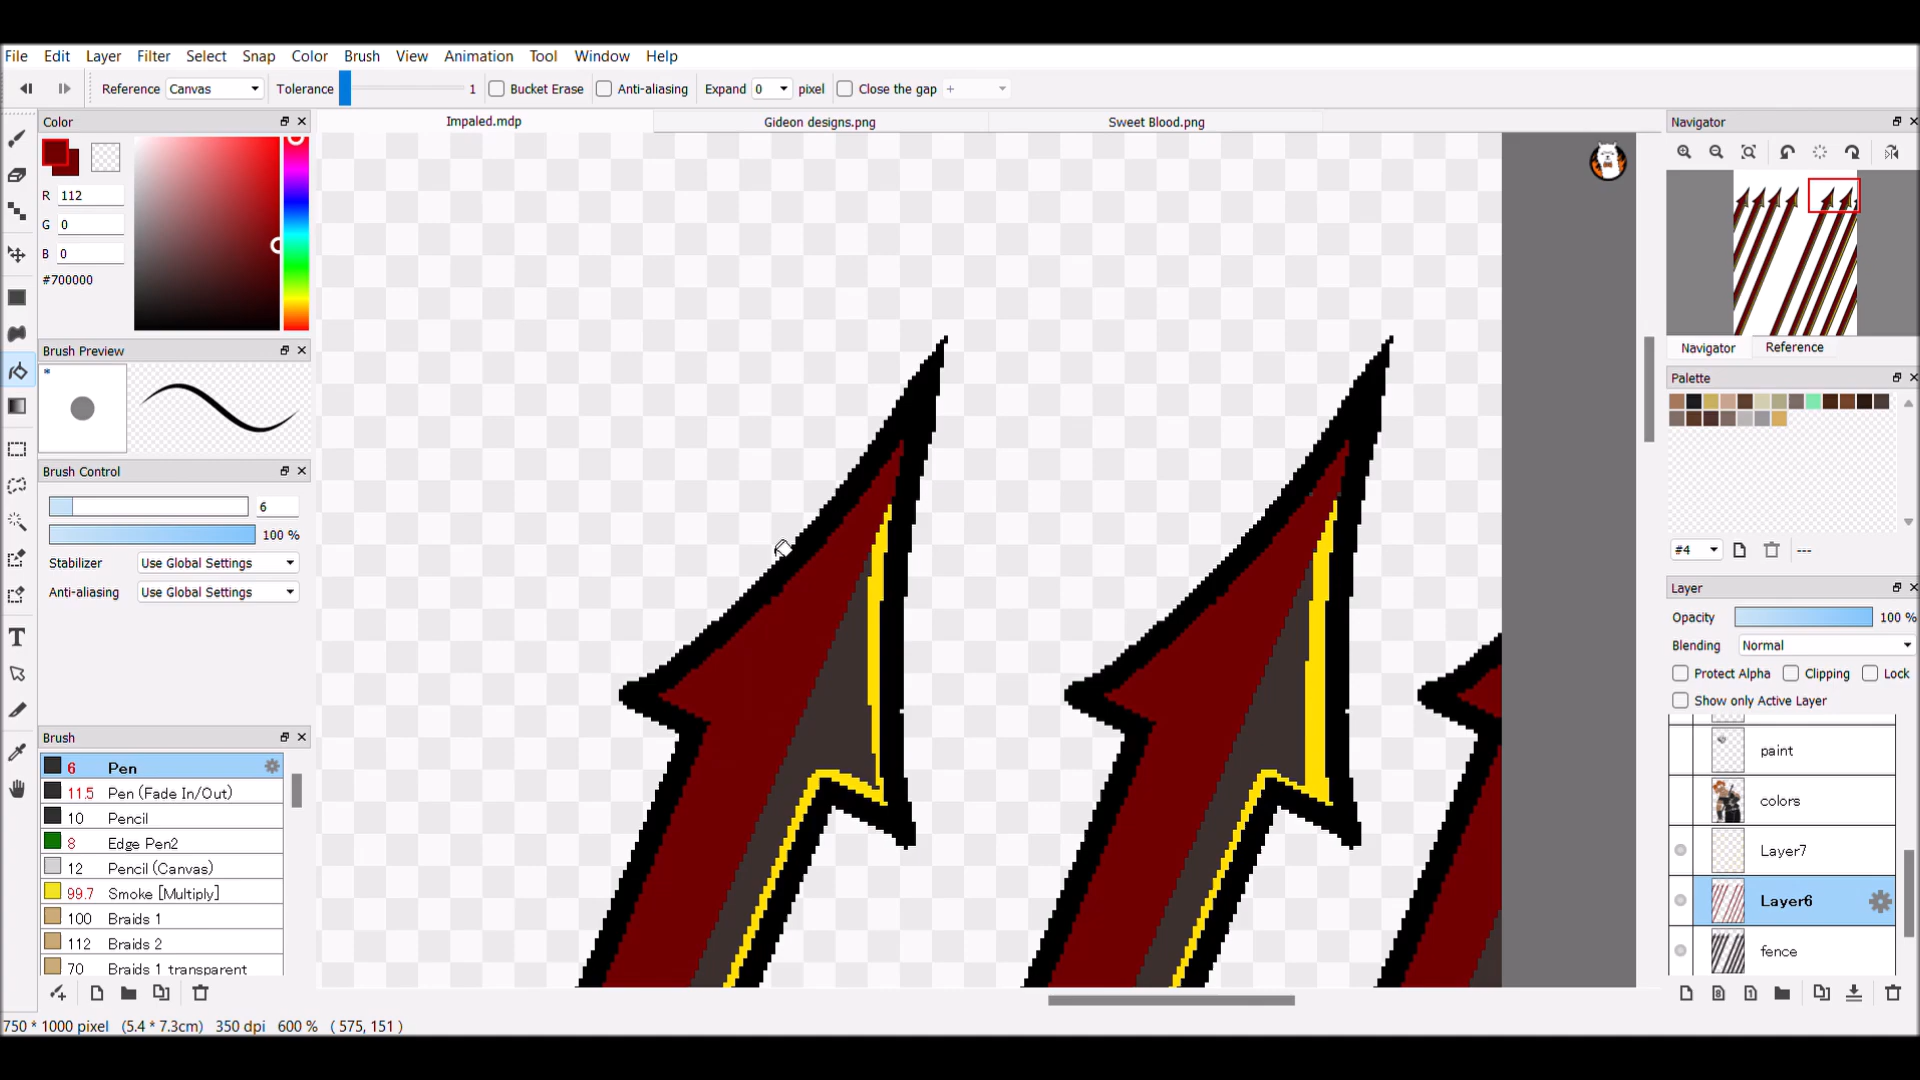 File Edit Layer Filter Select Snap Color Brush View Animation Tool Window Help
Reference Canvas Tolerance 1 Bucket Erase Anti-aliasing Expand 0 pixel Close the gap +
Color
Impaled.mdp Gideon designs.png Sweet Blood.png
Navigator
R 112
G 0
B 0
#700000
Brush Preview
Navigator Reference
Palette
Brush Control
6
100 %
Stabilizer Use Global Settings
Anti-aliasing Use Global Settings
#4 ---
Layer
Opacity 100 %
Blending Normal
Protect Alpha Clipping Lock
Show only Active Layer
Brush
6 Pen
11.5 Pen (Fade In/Out)
10 Pencil
8 Edge Pen2
12 Pencil (Canvas)
99.7 Smoke [Multiply]
100 Braids 1
112 Braids 2
70 Braids 1 transparent
paint
colors
Layer7
Layer6
fence
T
8
1
750 * 1000 pixel (5.4 * 7.3cm) 350 dpi 600 % ( 575, 151 )